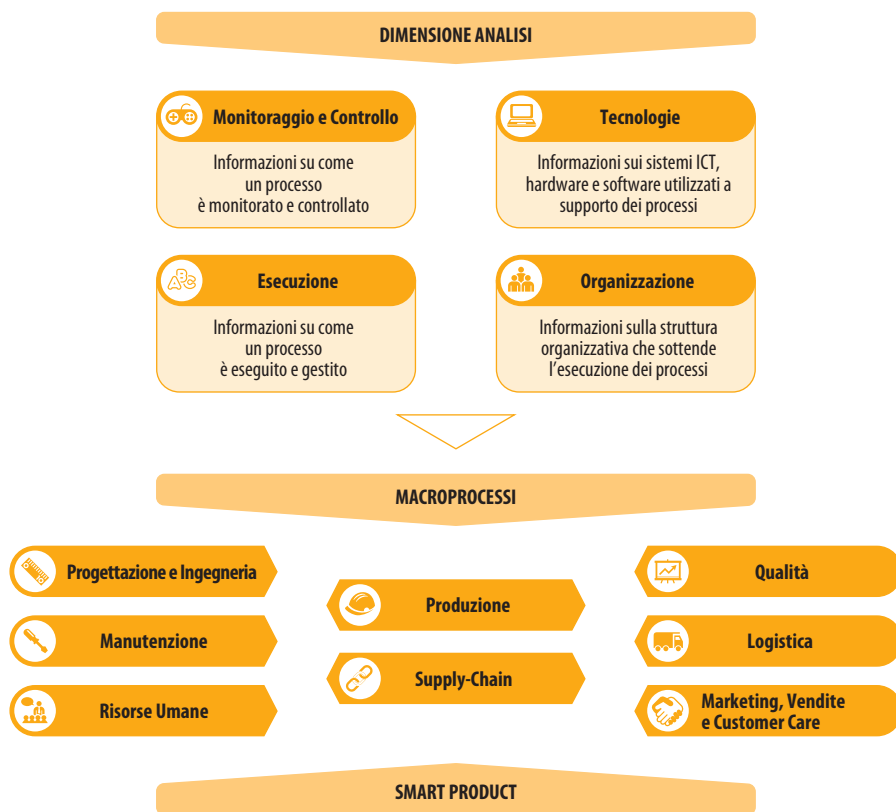 DIMENSIONE ANALISI
Monitoraggio e Controllo
Informazioni su come
un processo
è monitorato e controllato
Tecnologie
Informazioni sui sistemi ICT,
hardware e software utilizzati a
supporto dei processi
Esecuzione
Informazioni su come
un processo
è eseguito e gestito
Organizzazione
Informazioni sulla struttura
organizzativa che sottende
l'esecuzione dei processi
MACROPROCESSI
Progettazione e Ingegneria
Manutenzione
Risorse Umane
Produzione
Supply-Chain
Qualità
Logistica
Marketing, Vendite
e Customer Care
SMART PRODUCT